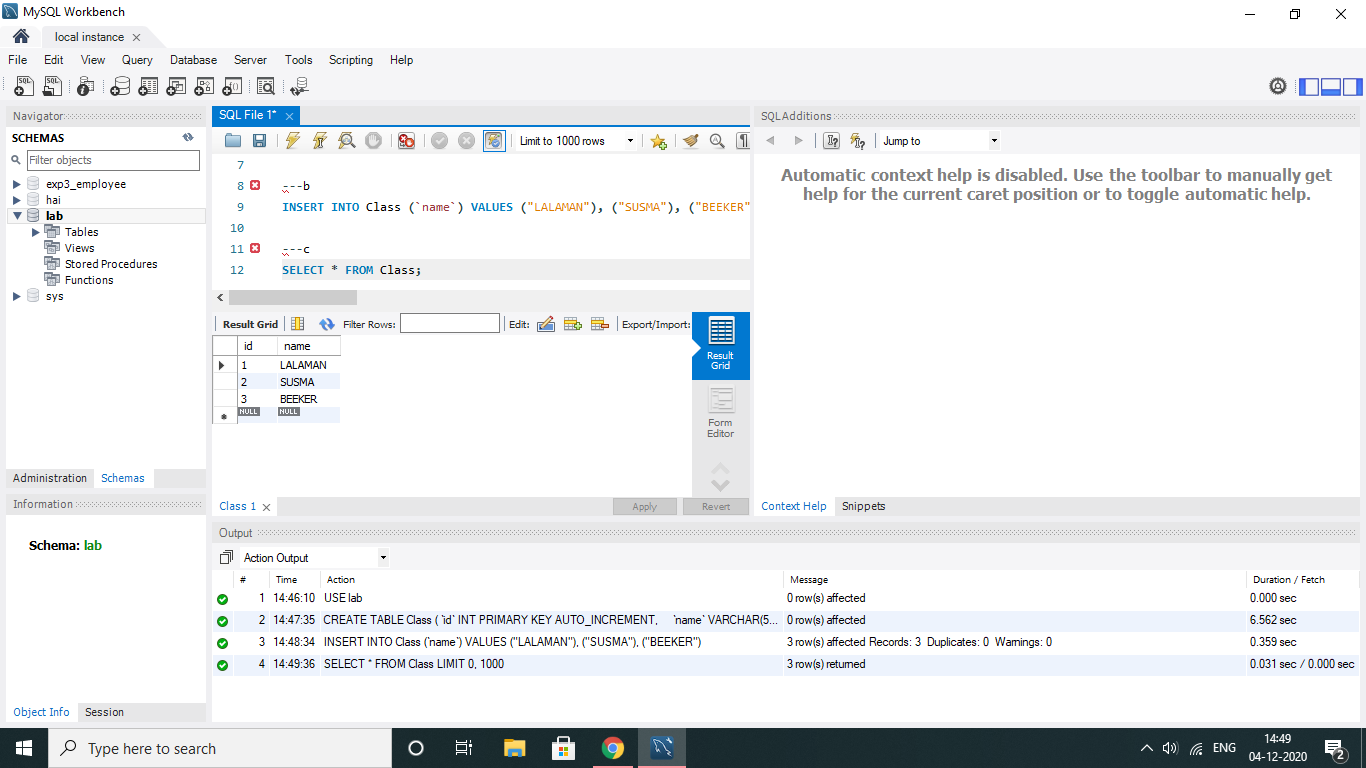 MySQL Workbench
local instance
File Edit View Query Database Server Tools Scripting Help
Navigator
SCHEMAS
Filter objects
exp3_employee
hai
lab
Tables
Views
Stored Procedures
Functions
sys
Administration Schemas
Information
Schema: lab
Object Info Session
SQL File 1*
Limit to 1000 rows
7
8 ---b
9 INSERT INTO Class (`name`) VALUES ("LALAMAN"), ("SUSMA"), ("BEEKER"
10
11 ---c
12 SELECT * FROM Class;
Result Grid Filter Rows: Edit: Export/Import:
id name
1 LALAMAN
2 SUSMA
3 BEEKER
NULL NULL
Result
Grid
Form
Editor
Class 1 Apply Revert
SQLAdditions
Jump to
Automatic context help is disabled. Use the toolbar to manually get
help for the current caret position or to toggle automatic help.
Context Help Snippets
Output
Action Output
# Time Action Message Duration / Fetch
1 14:46:10 USE lab 0 row(s) affected 0.000 sec
2 14:47:35 CREATE TABLE Class ( `id` INT PRIMARY KEY AUTO_INCREMENT, `name` VARCHAR(5... 0 row(s) affected 6.562 sec
3 14:48:34 INSERT INTO Class (`name`) VALUES ("LALAMAN"), ("SUSMA"), ("BEEKER") 3 row(s) affected Records: 3 Duplicates: 0 Warnings: 0 0.359 sec
4 14:49:36 SELECT * FROM Class LIMIT 0, 1000 3 row(s) returned 0.031 sec / 0.000 sec
Type here to search
ENG
14:49
04-12-2020
2